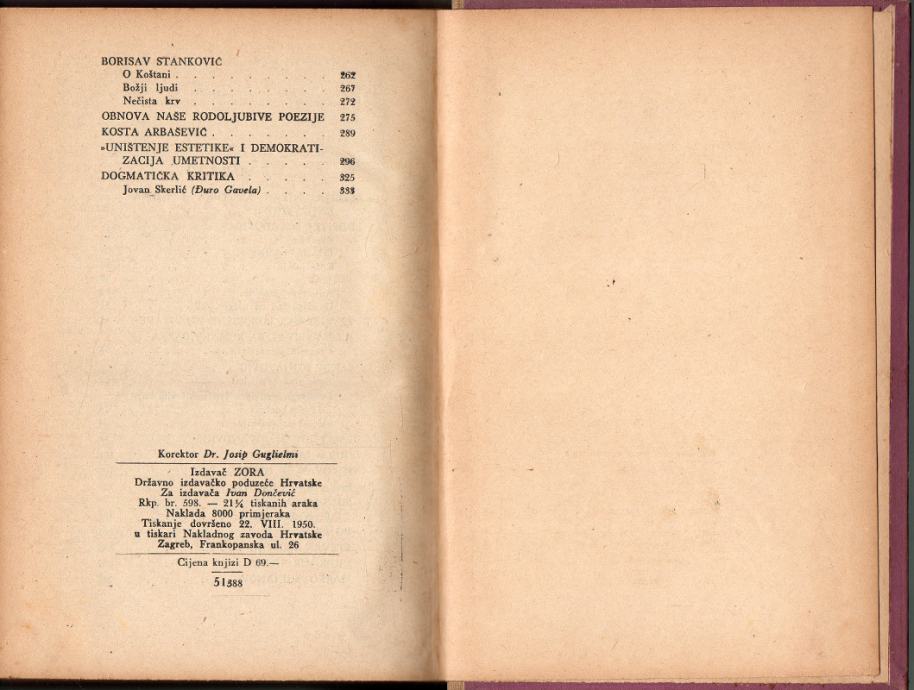 BORISAV STANKOVIĆ
O Koštani . . . . . . . . . 262
Božji ljudi . . . . . . . . 267
Nečista krv . . . . . . . . 272
OBNOVA NAŠE RODOLJUBIVE POEZIJE 275
KOSTA ARBAŠEVIĆ . . . . . . . 289
»UNIŠTENJE ESTETIKE« I DEMOKRATI-
ZACIJA UMETNOSTI . . . . . 296
DOGMATIČKA KRITIKA . . . . . 325
Jovan Skerlić (Đuro Gavela) . . . . 333
Korektor Dr. Josip Guglielmi
Izdavač ZORA
Državno izdavačko poduzeće Hrvatske
Za izdavača Ivan Dončević
Rkp. br. 598. — 21¼ tiskanih araka
Naklada 8000 primjeraka
Tiskanje dovršeno 22. VIII. 1950.
u tiskari Nakladnog zavoda Hrvatske
Zagreb, Frankopanska ul. 26
Cijena knjizi D 69.—
51388